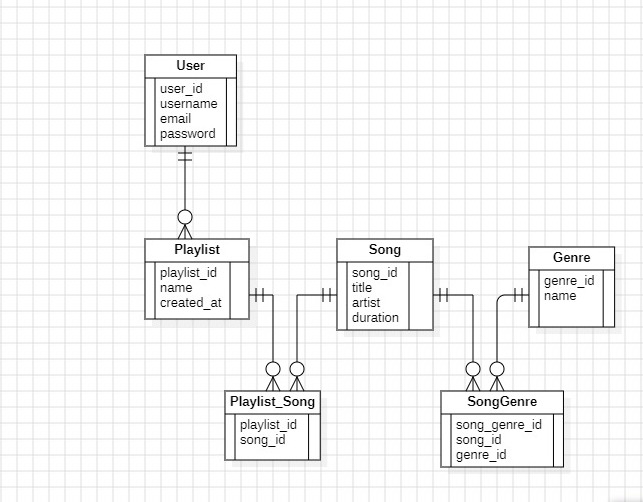 User
user_id
username
email
password
Playlist
playlist_id
name
created_at
Song
song_id
title
artist
duration
Genre
genre_id
name
Playlist_Song
playlist_id
song_id
SongGenre
song_genre_id
song_id
genre_id